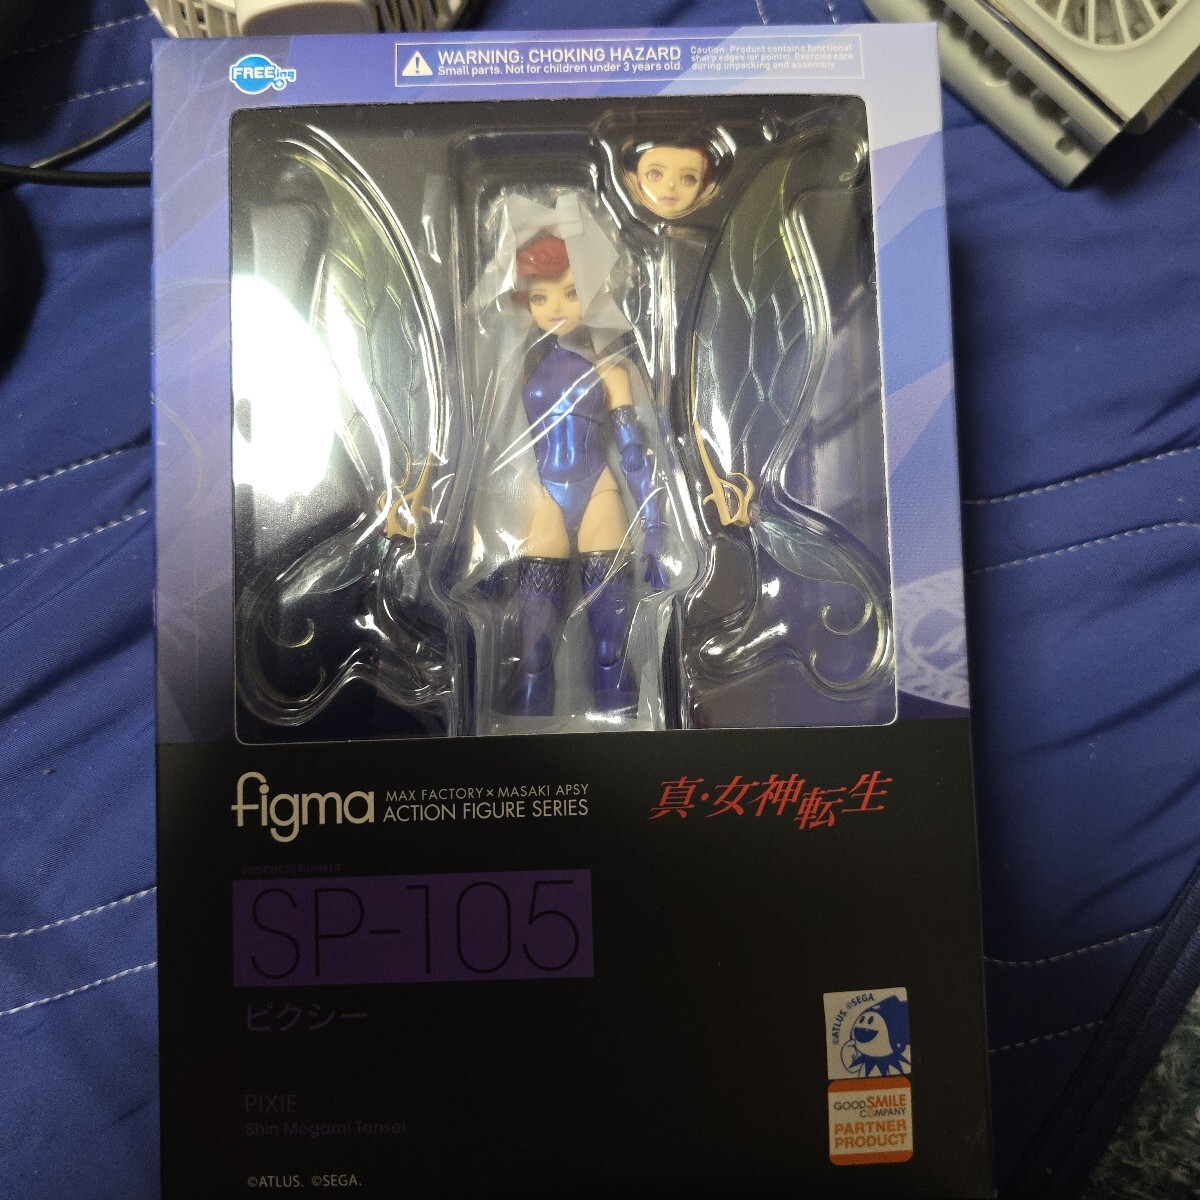 FREEing
WARNING: CHOKING HAZARD
Small parts. Not for children under 3 years old.
Caution: Product contains functional
sharp edges (or points). Exercise care
during unpacking and assembly.
figma
MAX FACTORY×MASAKI APSY
ACTION FIGURE SERIES
真・女神転生
PRODUCTS NUMBER
SP-105
ピクシー
PIXIE
Shin Megami Tensei
©ATLUS. ©SEGA.
©ATLUS. ©SEGA.
GOODSMILE
COMPANY
PARTNER
PRODUCT